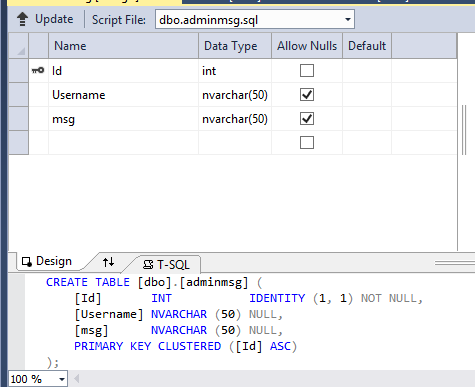 Update Script File: dbo.adminmsg.sql
Name Data Type Allow Nulls Default
Id int
Username nvarchar(50)
msg nvarchar(50)
Design T-SQL
CREATE TABLE [dbo].[adminmsg] (
[Id] INT IDENTITY (1, 1) NOT NULL,
[Username] NVARCHAR (50) NULL,
[msg] NVARCHAR (50) NULL,
PRIMARY KEY CLUSTERED ([Id] ASC)
);
100 %